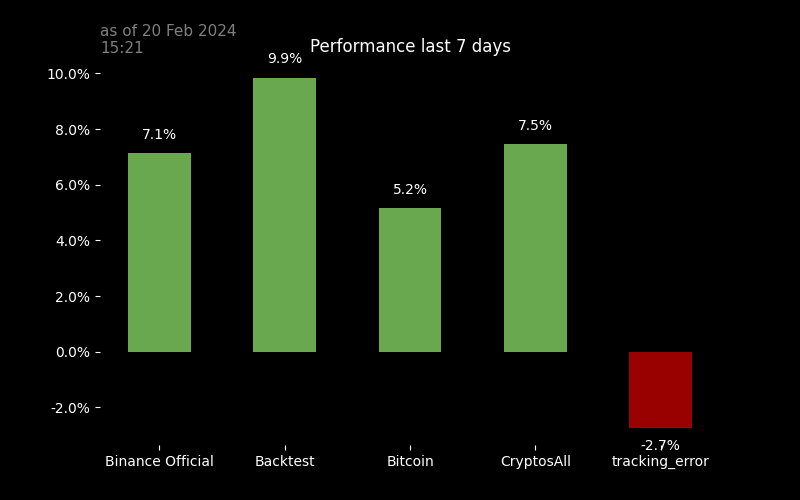 as of 20 Feb 2024
15:21
Performance last 7 days
10.0%
8.0%
6.0%
4.0%
2.0%
0.0%
-2.0%
7.1%
9.9%
5.2%
7.5%
-2.7%
Binance Official
Backtest
Bitcoin
CryptosAll
tracking_error